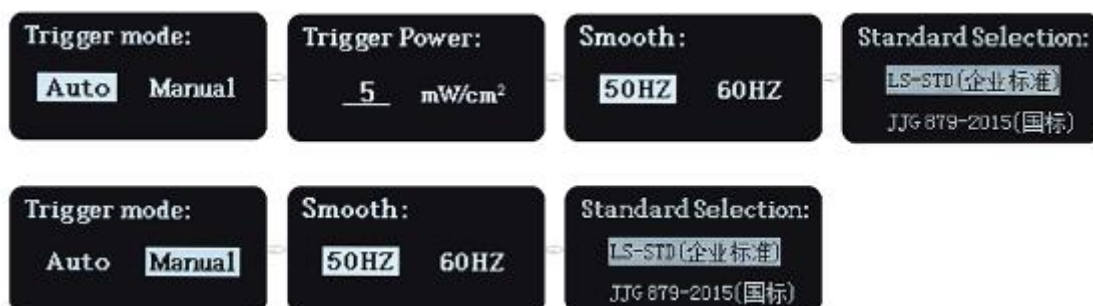 Trigger mode:
Auto Manual
Trigger Power:
5 mW/cm²
Smooth:
50HZ 60HZ
Standard Selection:
LS-STD(企业标准)
JJG 879-2015(国标)
Trigger mode:
Auto Manual
Smooth:
50HZ 60HZ
Standard Selection:
LS-STD(企业标准)
JJG 879-2015(国标)